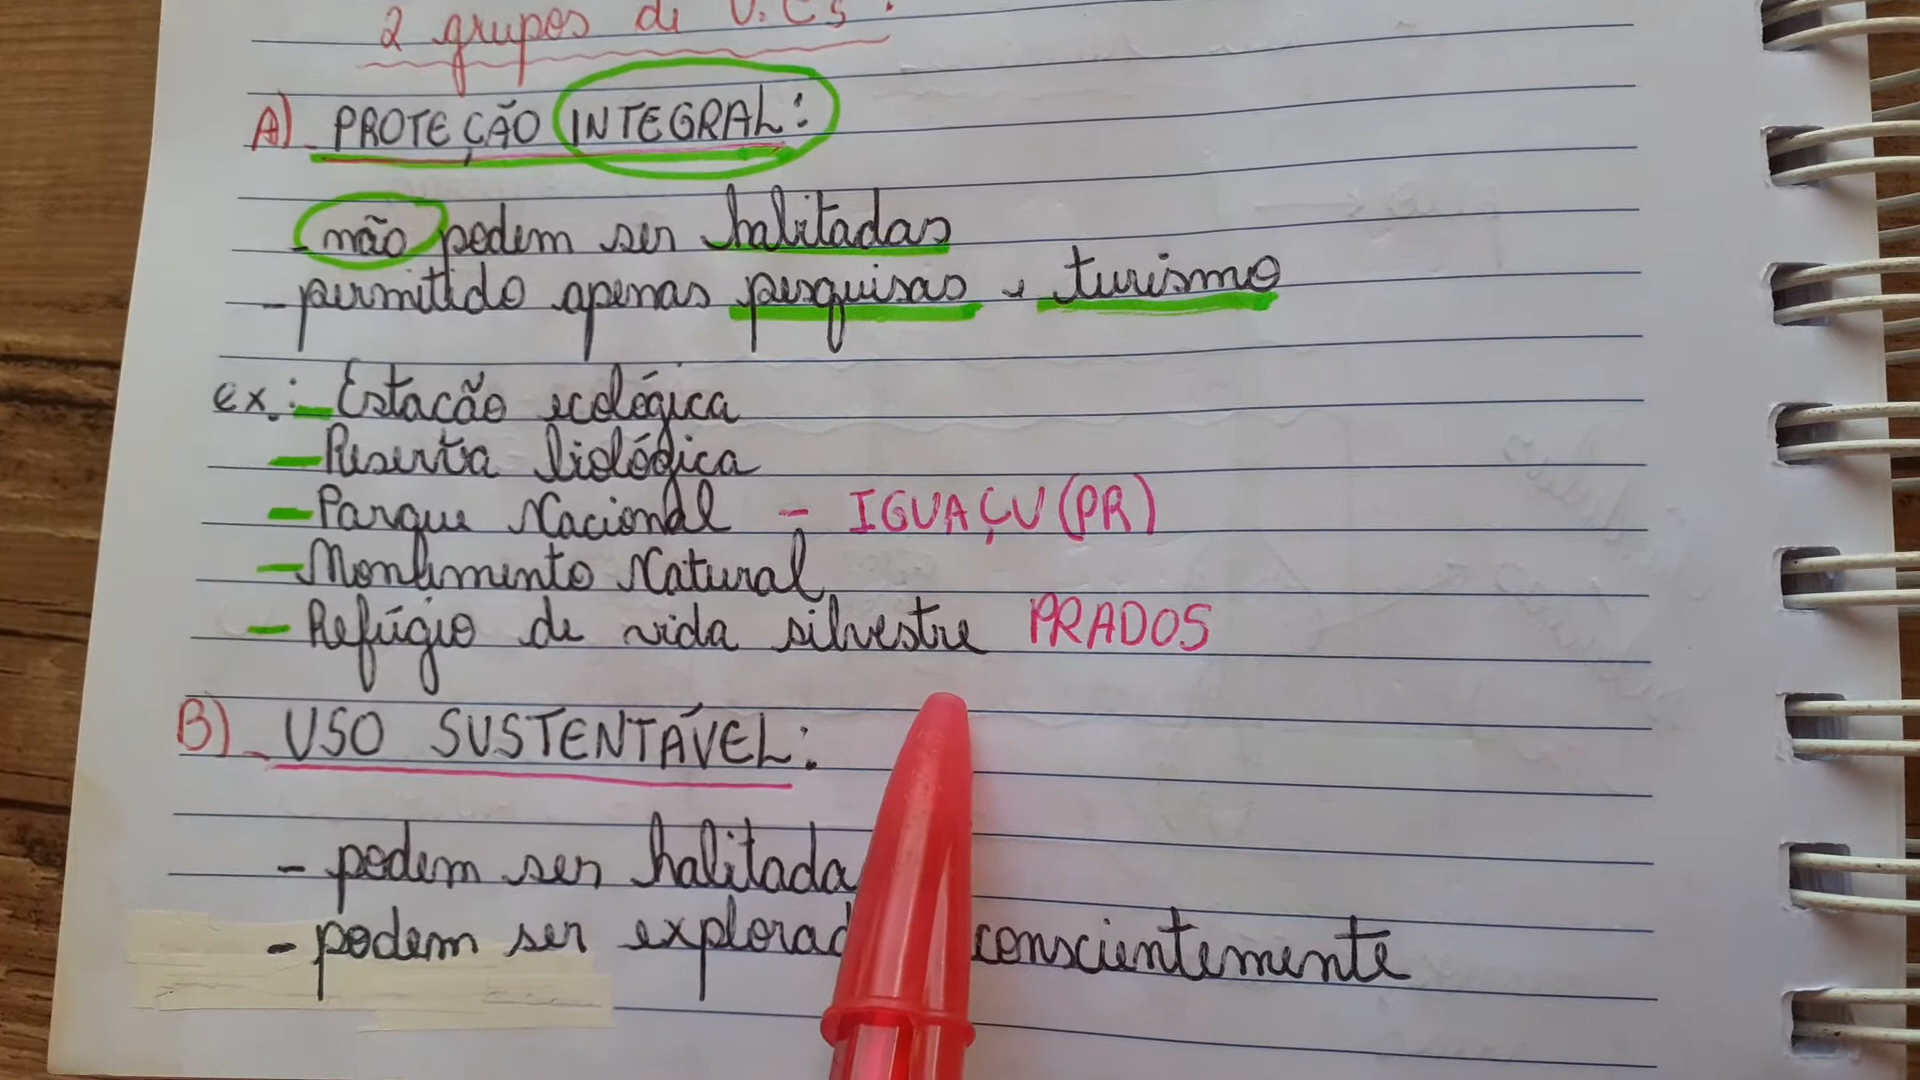 2 grupos de U.Cs:
A) PROTEÇÃO INTEGRAL:
- não podem ser habitadas
- permitido apenas pesquisas e turismo
ex.: - Estação ecológica
- Reserva biológica
- Parque Nacional - IGUAÇU (PR)
- Monumento Natural
- Refúgio de vida silvestre PRADOS
B) USO SUSTENTÁVEL:
- podem ser habitada
- podem ser explorad conscientemente